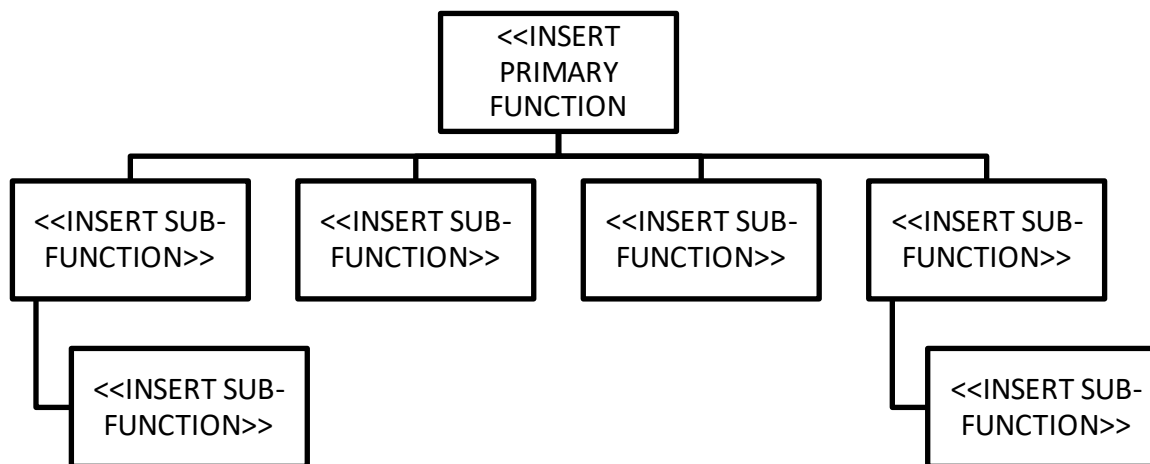 <<INSERT
PRIMARY
FUNCTION
<<INSERT SUB-
FUNCTION>>
<<INSERT SUB-
FUNCTION>>
<<INSERT SUB-
FUNCTION>>
<<INSERT SUB-
FUNCTION>>
<<INSERT SUB-
FUNCTION>>
<<INSERT SUB-
FUNCTION>>